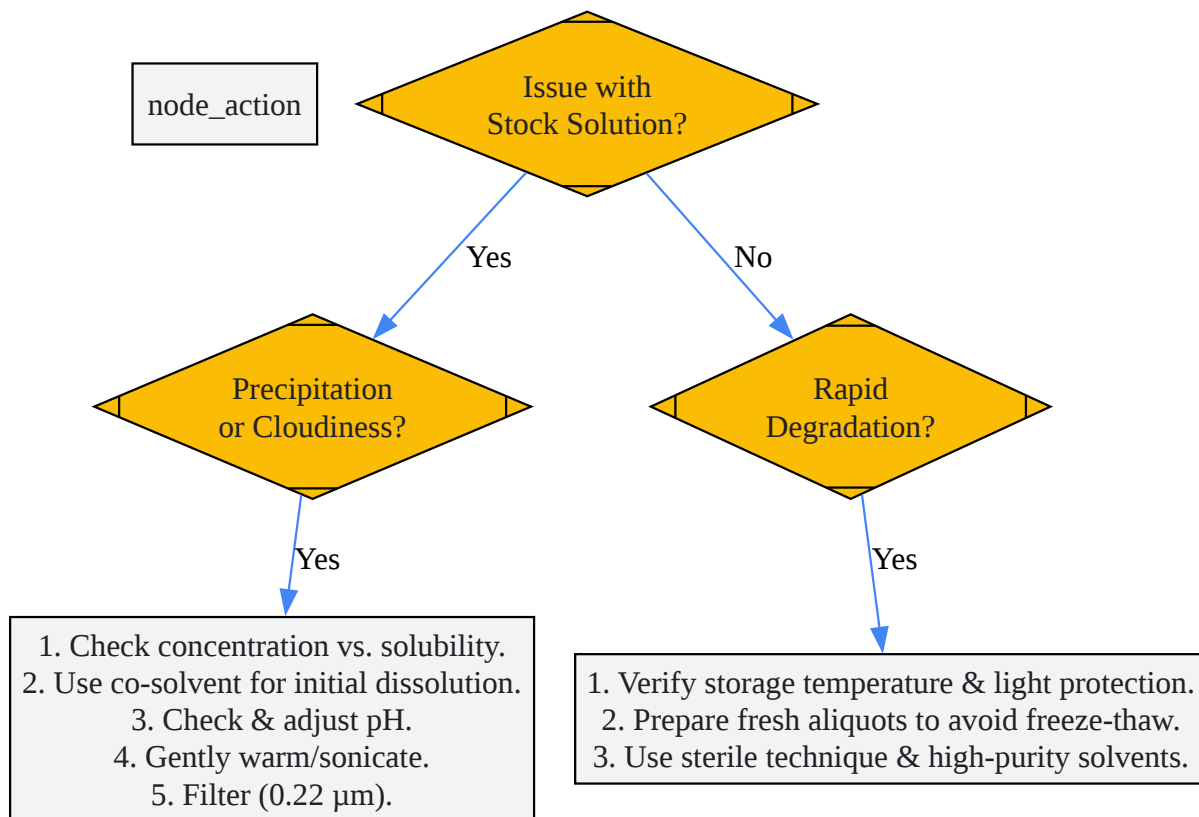 node_action
Issue with
Stock Solution?
Yes
No
Precipitation
or Cloudiness?
Rapid
Degradation?
Yes
Yes
1. Check concentration vs. solubility.
2. Use co-solvent for initial dissolution.
3. Check & adjust pH.
4. Gently warm/sonicate.
5. Filter (0.22 µm).
1. Verify storage temperature & light protection.
2. Prepare fresh aliquots to avoid freeze-thaw.
3. Use sterile technique & high-purity solvents.